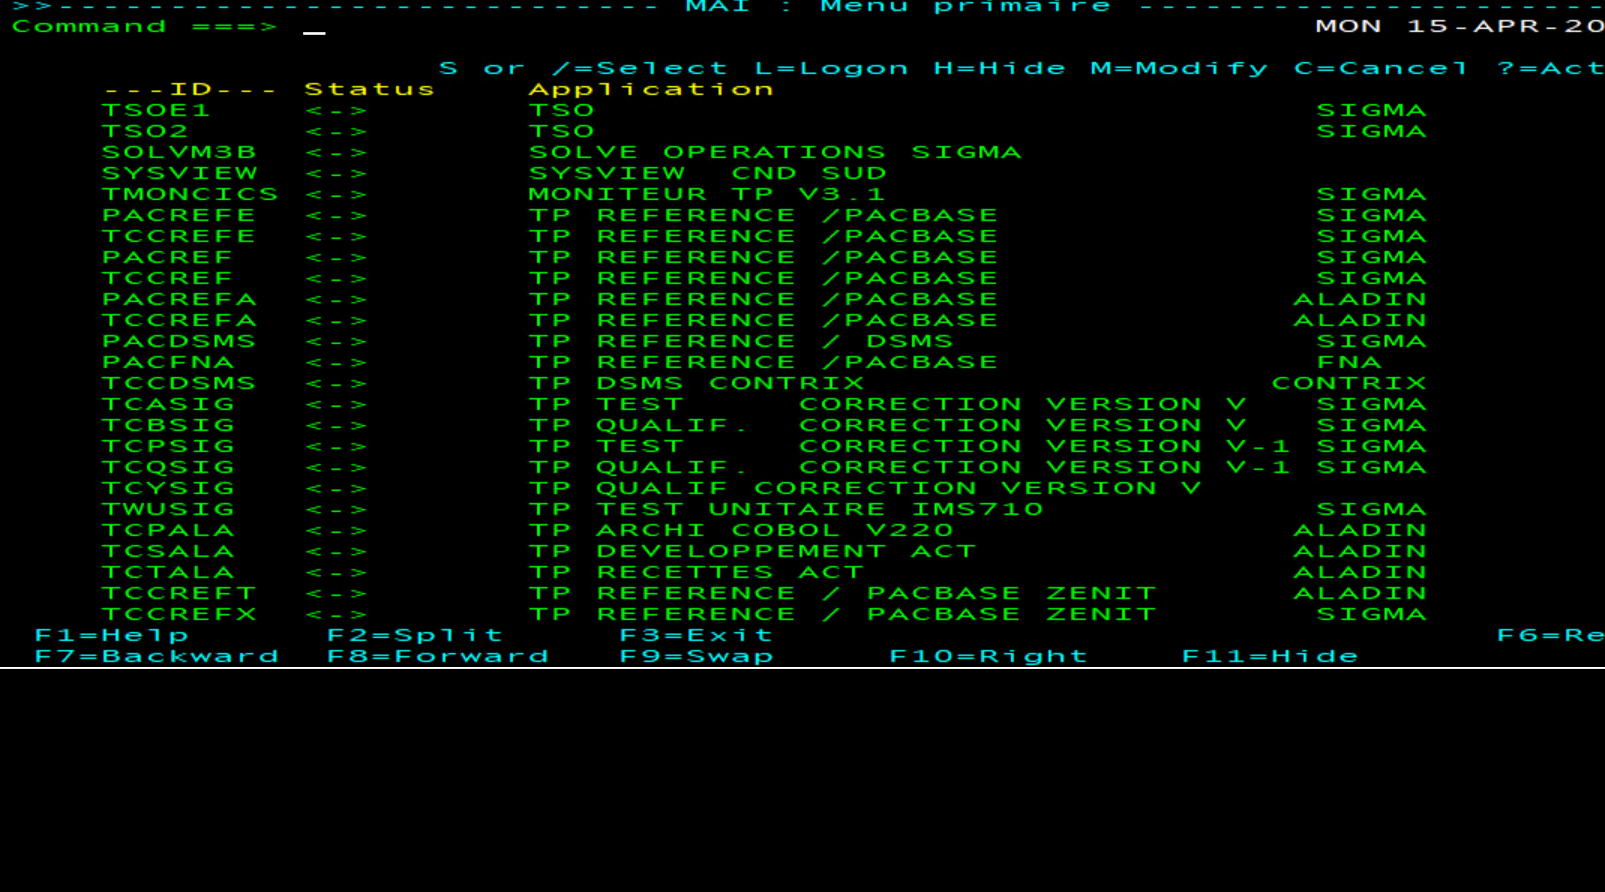 >>--------------------------- MAI : Menu primaire ---------------------
Command ===> _ MON 15-APR-20
S or /=Select L=Logon H=Hide M=Modify C=Cancel ?=Act
---ID--- Status Application
TSOE1 <-> TSO SIGMA
TSO2 <-> TSO SIGMA
SOLVM3B <-> SOLVE OPERATIONS SIGMA
SYSVIEW <-> SYSVIEW CND SUD
TMONCICS <-> MONITEUR TP V3.1 SIGMA
PACREFE <-> TP REFERENCE /PACBASE SIGMA
TCCREFE <-> TP REFERENCE /PACBASE SIGMA
PACREF <-> TP REFERENCE /PACBASE SIGMA
TCCREF <-> TP REFERENCE /PACBASE SIGMA
PACREFA <-> TP REFERENCE /PACBASE ALADIN
TCCREFA <-> TP REFERENCE /PACBASE ALADIN
PACDSMS <-> TP REFERENCE / DSMS SIGMA
PACFNA <-> TP REFERENCE /PACBASE FNA
TCCDSMS <-> TP DSMS CONTRIX CONTRIX
TCASIG <-> TP TEST CORRECTION VERSION V SIGMA
TCBSIG <-> TP QUALIF. CORRECTION VERSION V SIGMA
TCPSIG <-> TP TEST CORRECTION VERSION V-1 SIGMA
TCQSIG <-> TP QUALIF. CORRECTION VERSION V-1 SIGMA
TCYSIG <-> TP QUALIF CORRECTION VERSION V
TWUSIG <-> TP TEST UNITAIRE IMS710 SIGMA
TCPALA <-> TP ARCHI COBOL V220 ALADIN
TCSALA <-> TP DEVELOPPEMENT ACT ALADIN
TCTALA <-> TP RECETTES ACT ALADIN
TCCREFT <-> TP REFERENCE / PACBASE ZENIT ALADIN
TCCREFX <-> TP REFERENCE / PACBASE ZENIT SIGMA
F1=Help F2=Split F3=Exit F6=Re
F7=Backward F8=Forward F9=Swap F10=Right F11=Hide